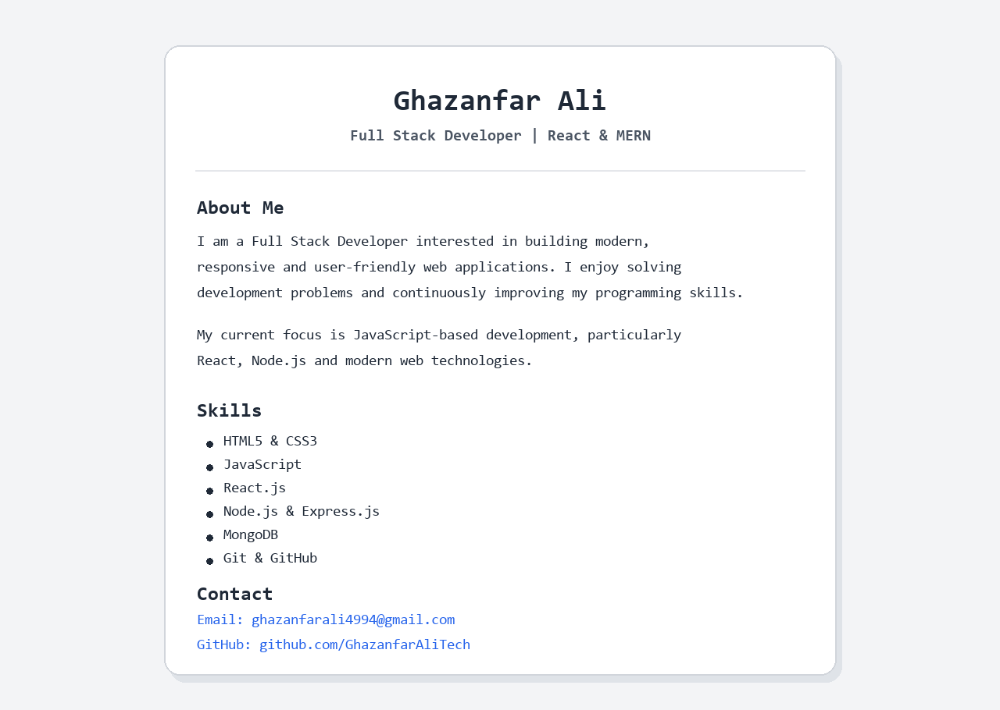 Ghazanfar Ali
Full Stack Developer | React & MERN
About Me
I am a Full Stack Developer interested in building modern,
responsive and user-friendly web applications. I enjoy solving
development problems and continuously improving my programming skills.
My current focus is JavaScript-based development, particularly
React, Node.js and modern web technologies.
Skills
● HTML5 & CSS3
● JavaScript
● React.js
● Node.js & Express.js
● MongoDB
● Git & GitHub
Contact
Email: ghazanfarali4994@gmail.com
GitHub: github.com/GhazanfarAliTech